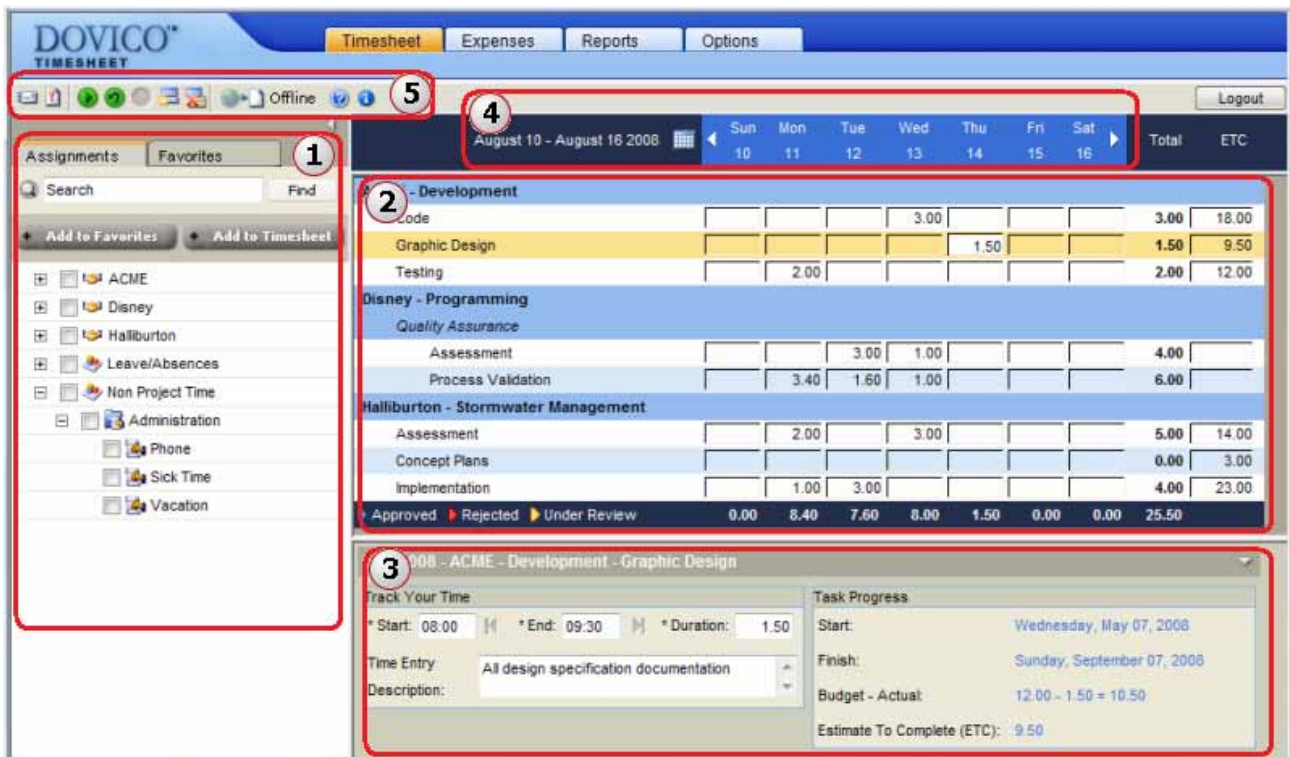 DOVICO™
TIMESHEET
Timesheet Expenses Reports Options
Offline 5
Logout
4
August 10 - August 16 2008 Sun Mon Tue Wed Thu Fri Sat Total ETC
10 11 12 13 14 15 16
1
Assignments Favorites
Search Find
Add to Favorites Add to Timesheet
ACME
Disney
Halliburton
Leave/Absences
Non Project Time
Administration
Phone
Sick Time
Vacation
2
- Development
Code 3.00 3.00 18.00
Graphic Design 1.50 1.50 9.50
Testing 2.00 2.00 12.00
Disney - Programming
Quality Assurance
Assessment 3.00 1.00 4.00
Process Validation 3.40 1.60 1.00 6.00
Halliburton - Stormwater Management
Assessment 2.00 3.00 5.00 14.00
Concept Plans 0.00 3.00
Implementation 1.00 3.00 4.00 23.00
Approved Rejected Under Review 0.00 8.40 7.60 8.00 1.50 0.00 0.00 25.50
3
008 - ACME - Development - Graphic Design
Track Your Time
* Start: 08:00 * End: 09:30 * Duration: 1.50
Time Entry
Description:
All design specification documentation
Task Progress
Start: Wednesday, May 07, 2008
Finish: Sunday, September 07, 2008
Budget - Actual: 12.00 - 1.50 = 10.50
Estimate To Complete (ETC): 9.50